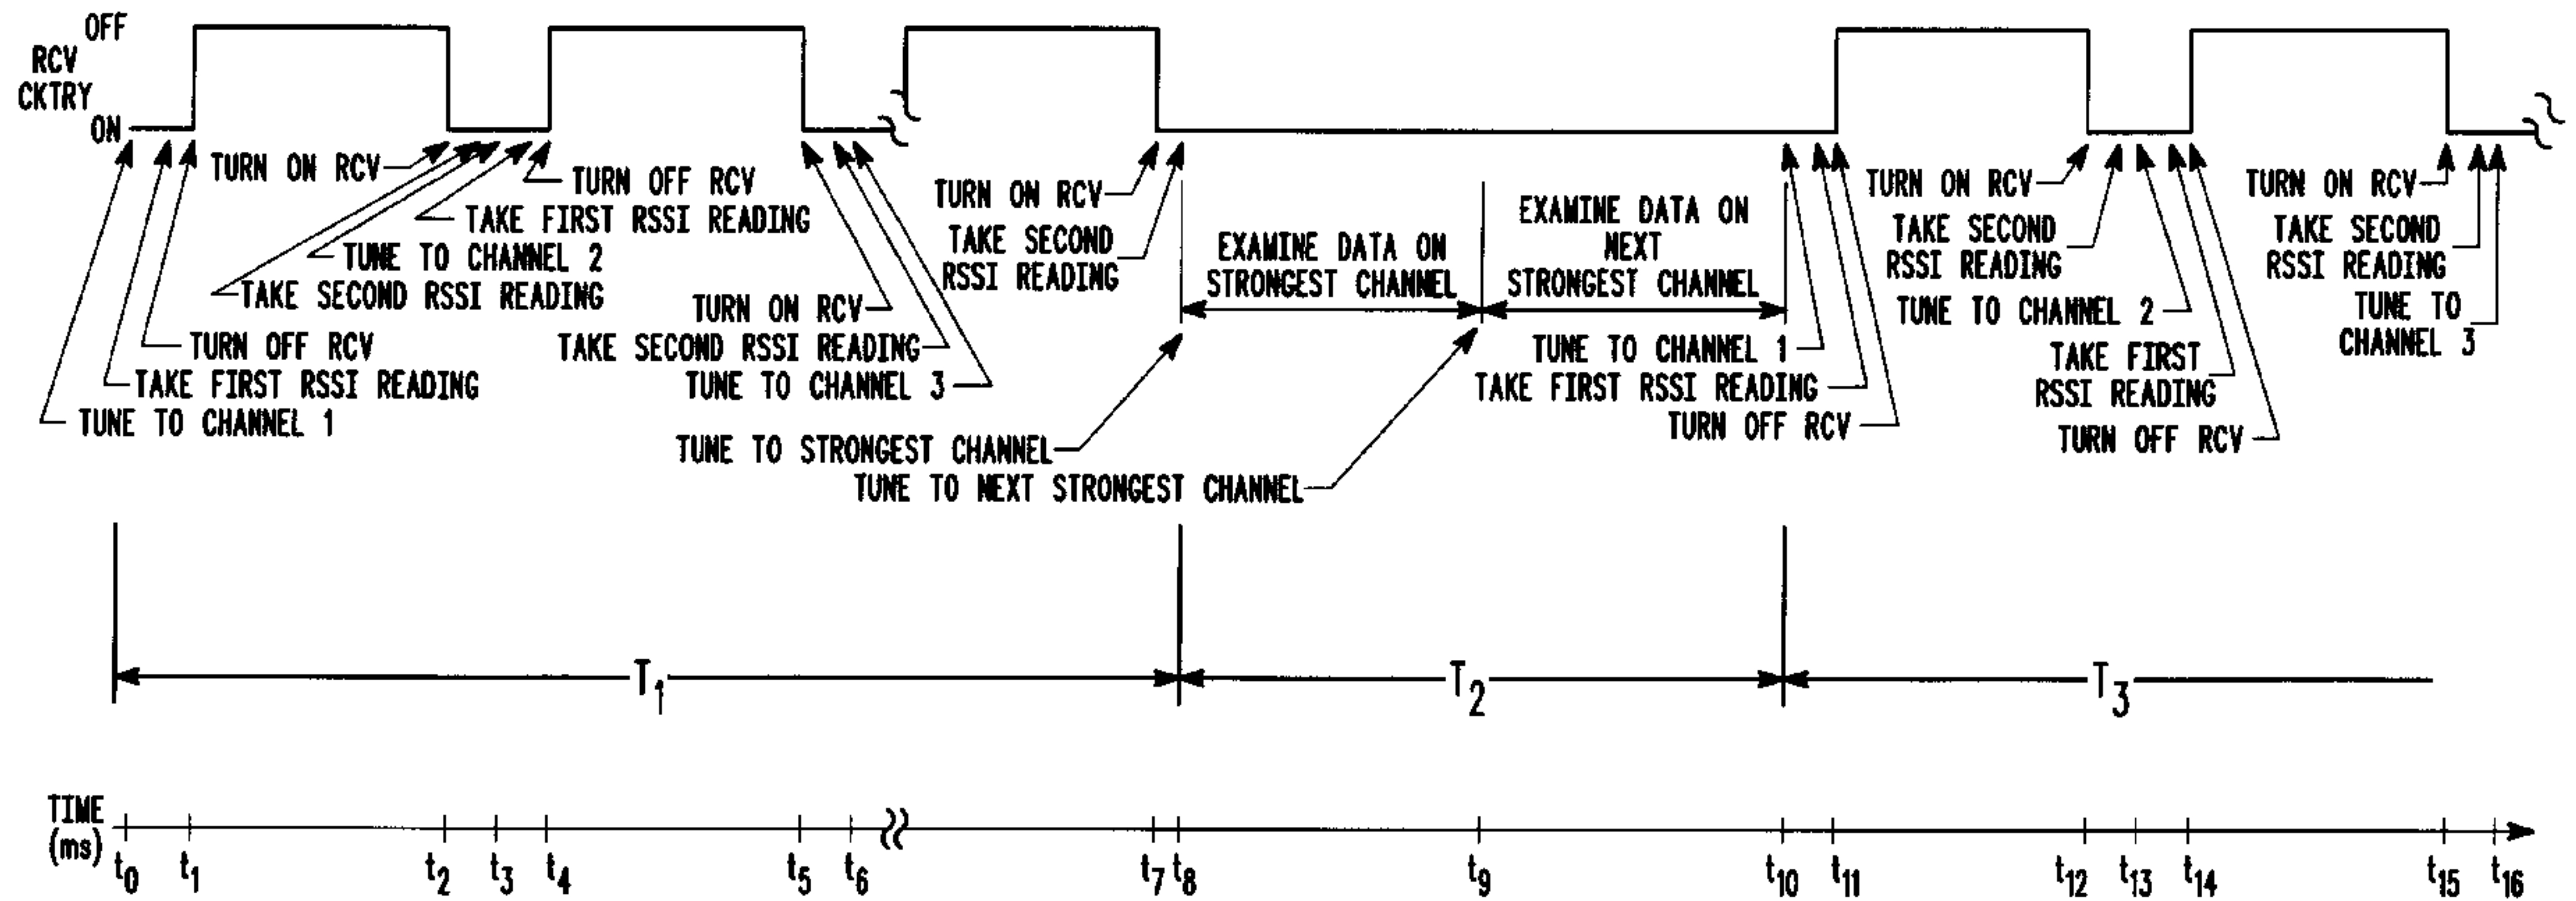 OFF
RCV
CKTRY
ON
TURN ON RCV
TURN OFF RCV
TAKE FIRST RSSI READING
TUNE TO CHANNEL 2
TAKE SECOND RSSI READING
TURN OFF RCV
TAKE FIRST RSSI READING
TUNE TO CHANNEL 1
TURN ON RCV
TAKE SECOND RSSI READING
TUNE TO CHANNEL 3
TURN ON RCV
TAKE SECOND
RSSI READING
EXAMINE DATA ON
STRONGEST CHANNEL
EXAMINE DATA ON
NEXT
STRONGEST CHANNEL
TUNE TO STRONGEST CHANNEL
TUNE TO NEXT STRONGEST CHANNEL
TUNE TO CHANNEL 1
TAKE FIRST RSSI READING
TURN OFF RCV
TURN ON RCV
TAKE SECOND
RSSI READING
TUNE TO CHANNEL 2
TAKE FIRST
RSSI READING
TURN OFF RCV
TURN ON RCV
TAKE SECOND
RSSI READING
TUNE TO
CHANNEL 3
T1 T2 T3
TIME
(ms)
t0 t1 t2 t3 t4 t5 t6 t7 t8 t9 t10 t11 t12 t13 t14 t15 t16